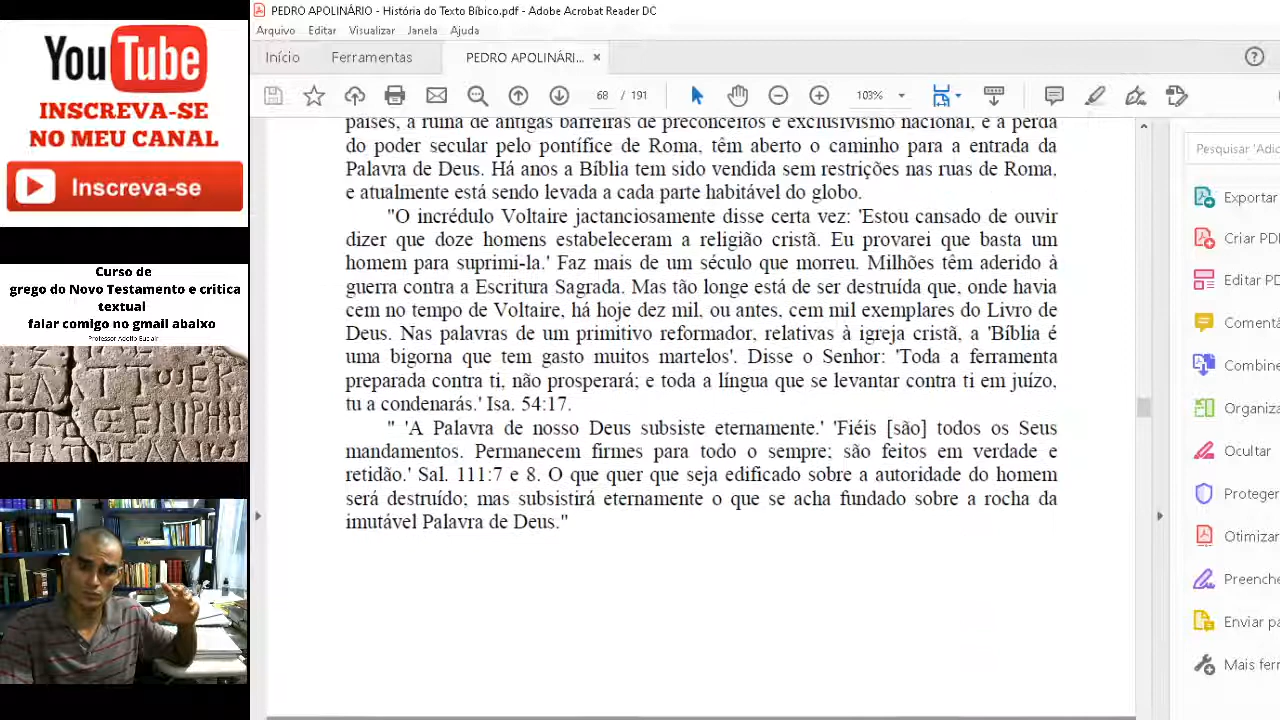 PEDRO APOLINÁRIO - História do Texto Bíblico.pdf - Adobe Acrobat Reader DC
Arquivo Editar Visualizar Janela Ajuda
Início Ferramentas PEDRO APOLINÁRI... ×
68 / 191 103%
YouTube
INSCREVA-SE
NO MEU CANAL
Inscreva-se
Curso de
grego do Novo Testamento e critica
textual
falar comigo no gmail abaixo
países, a ruína de antigas barreiras de preconceitos e exclusivismo nacional, e a perda
do poder secular pelo pontífice de Roma, têm aberto o caminho para a entrada da
Palavra de Deus. Há anos a Bíblia tem sido vendida sem restrições nas ruas de Roma,
e atualmente está sendo levada a cada parte habitável do globo.
"O incrédulo Voltaire jactanciosamente disse certa vez: 'Estou cansado de ouvir
dizer que doze homens estabeleceram a religião cristã. Eu provarei que basta um
homem para suprimi-la.' Faz mais de um século que morreu. Milhões têm aderido à
guerra contra a Escritura Sagrada. Mas tão longe está de ser destruída que, onde havia
cem no tempo de Voltaire, há hoje dez mil, ou antes, cem mil exemplares do Livro de
Deus. Nas palavras de um primitivo reformador, relativas à igreja cristã, a 'Bíblia é
uma bigorna que tem gasto muitos martelos'. Disse o Senhor: 'Toda a ferramenta
preparada contra ti, não prosperará; e toda a língua que se levantar contra ti em juízo,
tu a condenarás.' Isa. 54:17.
" 'A Palavra de nosso Deus subsiste eternamente.' 'Fiéis [são] todos os Seus
mandamentos. Permanecem firmes para todo o sempre; são feitos em verdade e
retidão.' Sal. 111:7 e 8. O que quer que seja edificado sobre a autoridade do homem
será destruído; mas subsistirá eternamente o que se acha fundado sobre a rocha da
imutável Palavra de Deus."
Pesquisar 'Adic
Exportar
Criar PDF
Editar PD
Comentá
Combine
Organiza
Ocultar
Proteger
Otimizar
Preenche
Enviar pa
Mais ferr